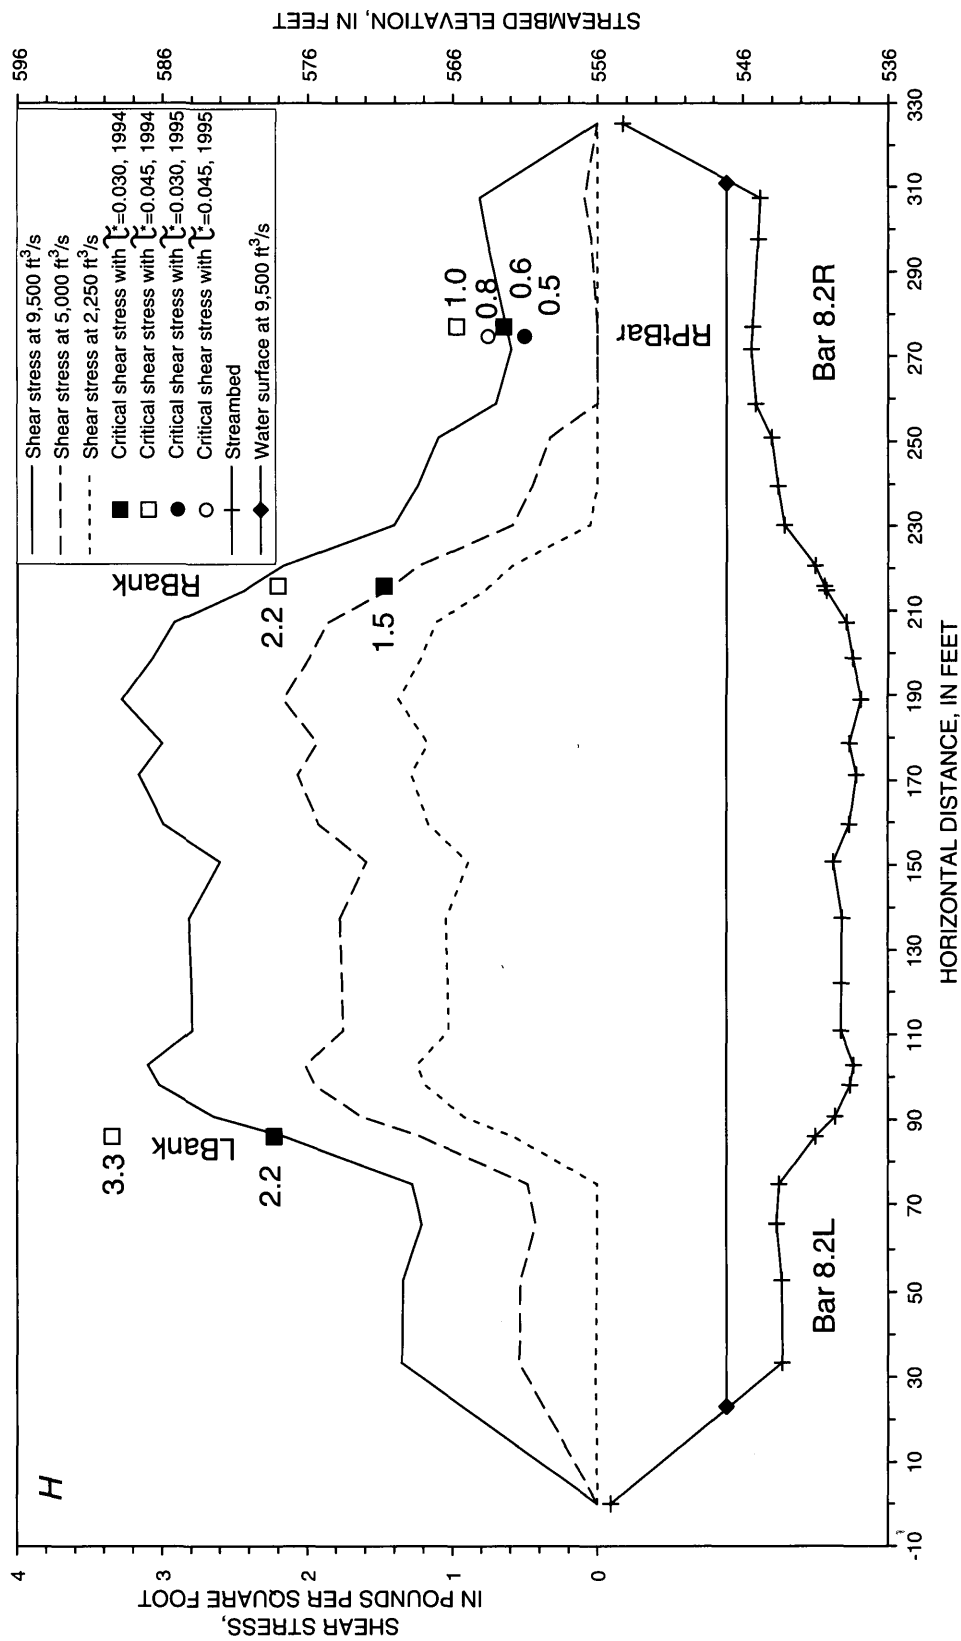 H
SHEAR STRESS,
IN POUNDS PER SQUARE FOOT
4
3
2
1
0
STREAMBED ELEVATION, IN FEET
596
586
576
566
556
546
536
Shear stress at 9,500 ft³/s
Shear stress at 5,000 ft³/s
Shear stress at 2,250 ft³/s
Critical shear stress with τ*=0.030, 1994
Critical shear stress with τ*=0.045, 1994
Critical shear stress with τ*=0.030, 1995
Critical shear stress with τ*=0.045, 1995
Streambed
Water surface at 9,500 ft³/s
3.3
LBank
2.2
RBank
2.2
1.5
1.0
0.8
0.6
0.5
RPtBar
Bar 8.2L
Bar 8.2R
-10 10 30 50 70 90 110 130 150 170 190 210 230 250 270 290 310 330
HORIZONTAL DISTANCE, IN FEET